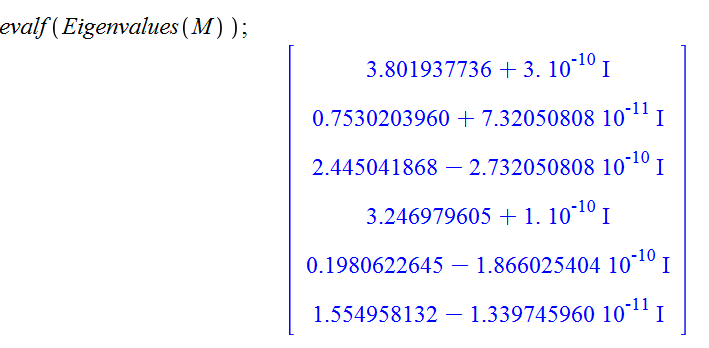 evalf(Eigenvalues(M));
3.801937736 + 3. 10^-10 I
0.7530203960 + 7.32050808 10^-11 I
2.445041868 − 2.732050808 10^-10 I
3.246979605 + 1. 10^-10 I
0.1980622645 − 1.866025404 10^-10 I
1.554958132 − 1.339745960 10^-11 I